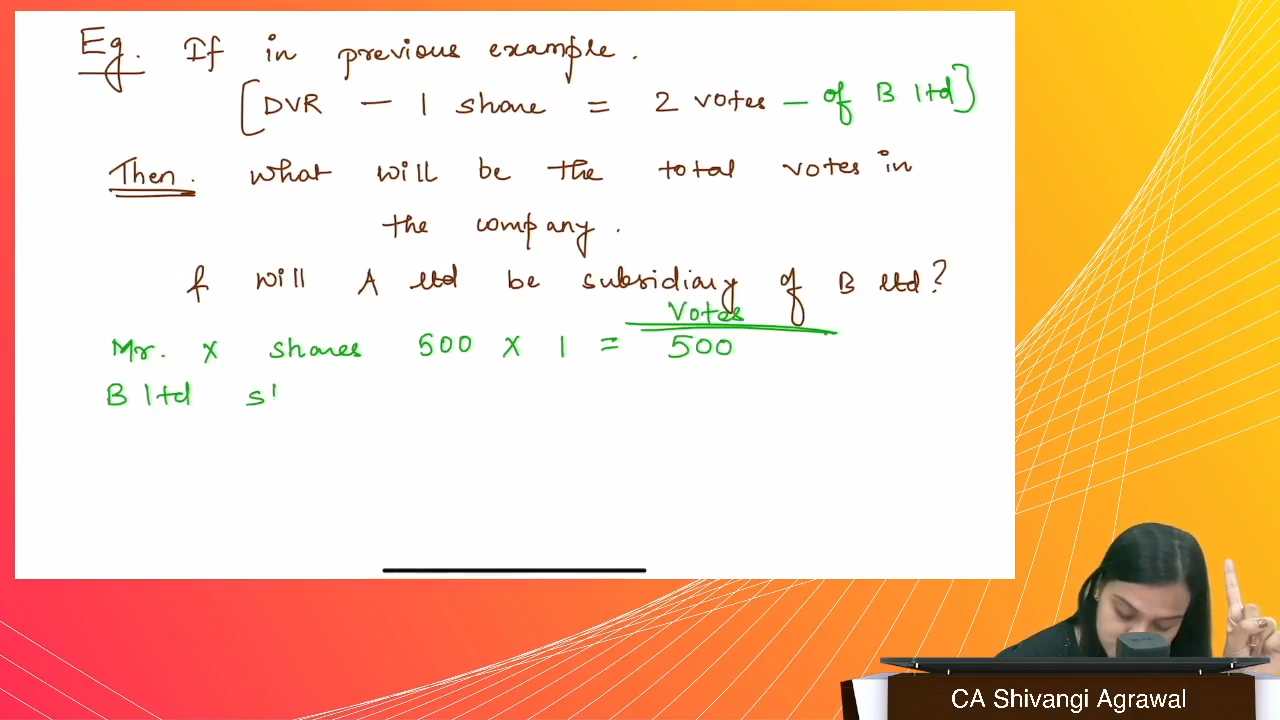 Eg. If in previous example.
[DVR - 1 share = 2 votes - of B ltd]
Then. what will be the total votes in
the company.
f will A ltd be subsidiary of B ltd?
Votes
Mr. X shares 500 X 1 = 500
B ltd
CA Shivangi Agrawal